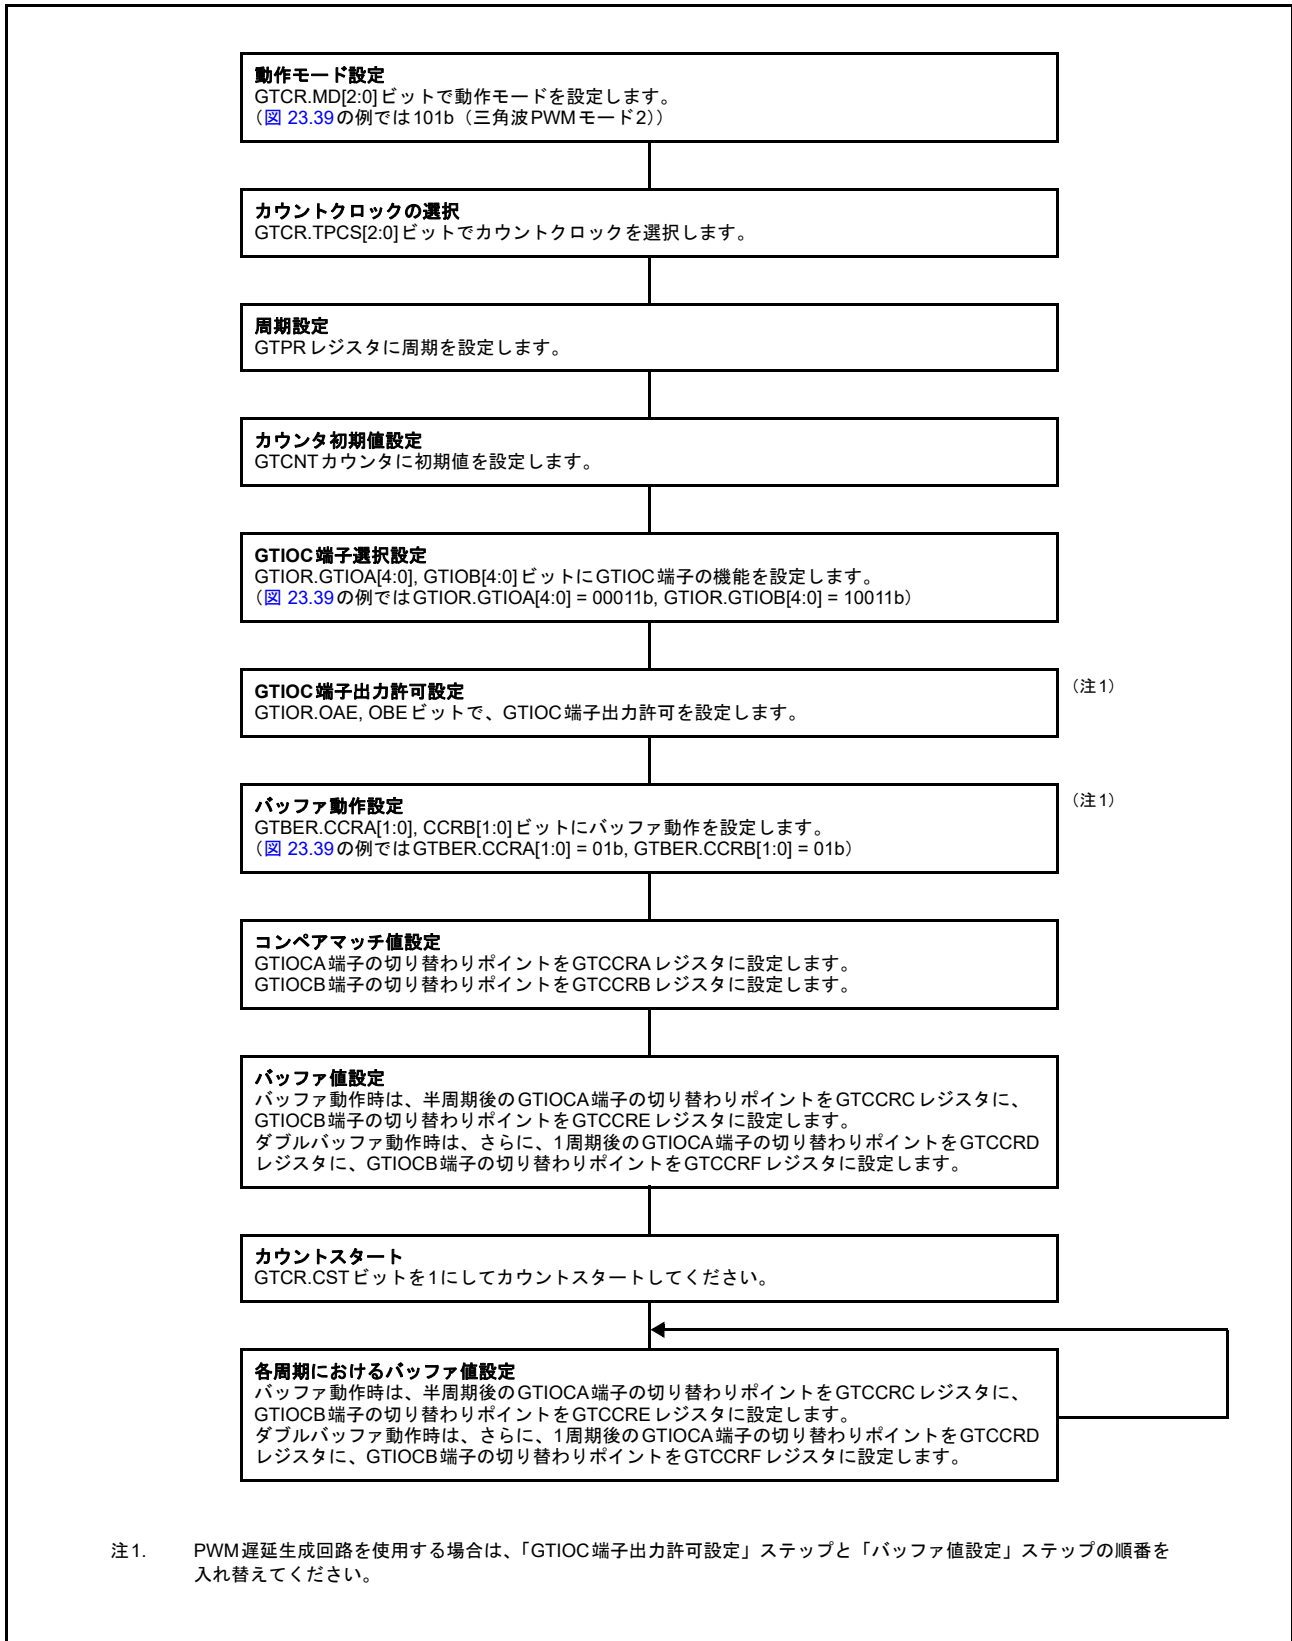 動作モード設定
GTCR.MD[2:0]ビットで動作モードを設定します。
（図 23.39の例では101b（三角波PWMモード2））
カウントクロックの選択
GTCR.TPCS[2:0]ビットでカウントクロックを選択します。
周期設定
GTPRレジスタに周期を設定します。
カウンタ初期値設定
GTCNTカウンタに初期値を設定します。
GTIOC端子選択設定
GTIOR.GTIOA[4:0], GTIOB[4:0]ビットにGTIOC端子の機能を設定します。
（図 23.39の例ではGTIOR.GTIOA[4:0] = 00011b, GTIOR.GTIOB[4:0] = 10011b）
GTIOC端子出力許可設定
GTIOR.OAE, OBEビットで、GTIOC端子出力許可を設定します。
（注1）
バッファ動作設定
GTBER.CCRA[1:0], CCRB[1:0]ビットにバッファ動作を設定します。
（図 23.39の例ではGTBER.CCRA[1:0] = 01b, GTBER.CCRB[1:0] = 01b）
（注1）
コンペアマッチ値設定
GTIOCA端子の切り替わりポイントをGTCCRAレジスタに設定します。
GTIOCB端子の切り替わりポイントをGTCCRBレジスタに設定します。
バッファ値設定
バッファ動作時は、半周期後のGTIOCA端子の切り替わりポイントをGTCCRCレジスタに、
GTIOCB端子の切り替わりポイントをGTCCREレジスタに設定します。
ダブルバッファ動作時は、さらに、1周期後のGTIOCA端子の切り替わりポイントをGTCCRD
レジスタに、GTIOCB端子の切り替わりポイントをGTCCRFレジスタに設定します。
カウントスタート
GTCR.CSTビットを1にしてカウントスタートしてください。
各周期におけるバッファ値設定
バッファ動作時は、半周期後のGTIOCA端子の切り替わりポイントをGTCCRCレジスタに、
GTIOCB端子の切り替わりポイントをGTCCREレジスタに設定します。
ダブルバッファ動作時は、さらに、1周期後のGTIOCA端子の切り替わりポイントをGTCCRD
レジスタに、GTIOCB端子の切り替わりポイントをGTCCRFレジスタに設定します。
注1. PWM遅延生成回路を使用する場合は、「GTIOC端子出力許可設定」ステップと「バッファ値設定」ステップの順番を
入れ替えてください。